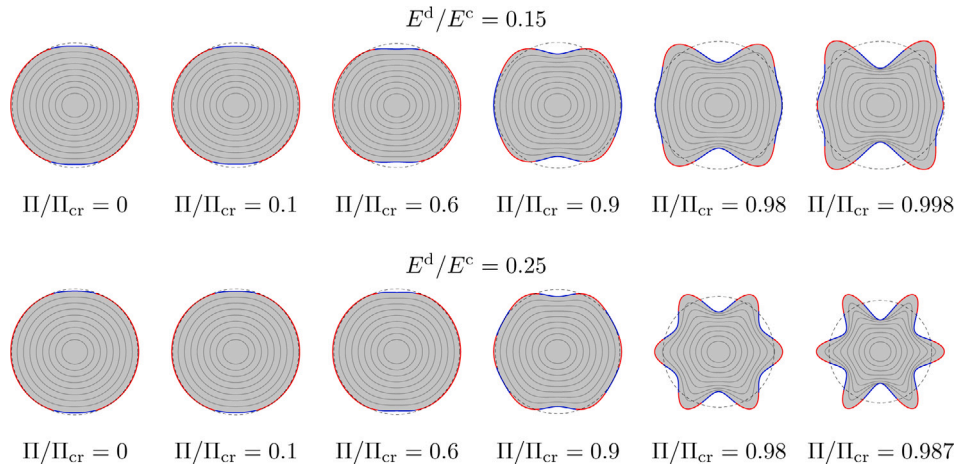 E^d/E^c = 0.15
Π/Π_cr = 0 Π/Π_cr = 0.1 Π/Π_cr = 0.6 Π/Π_cr = 0.9 Π/Π_cr = 0.98 Π/Π_cr = 0.998
E^d/E^c = 0.25
Π/Π_cr = 0 Π/Π_cr = 0.1 Π/Π_cr = 0.6 Π/Π_cr = 0.9 Π/Π_cr = 0.98 Π/Π_cr = 0.987